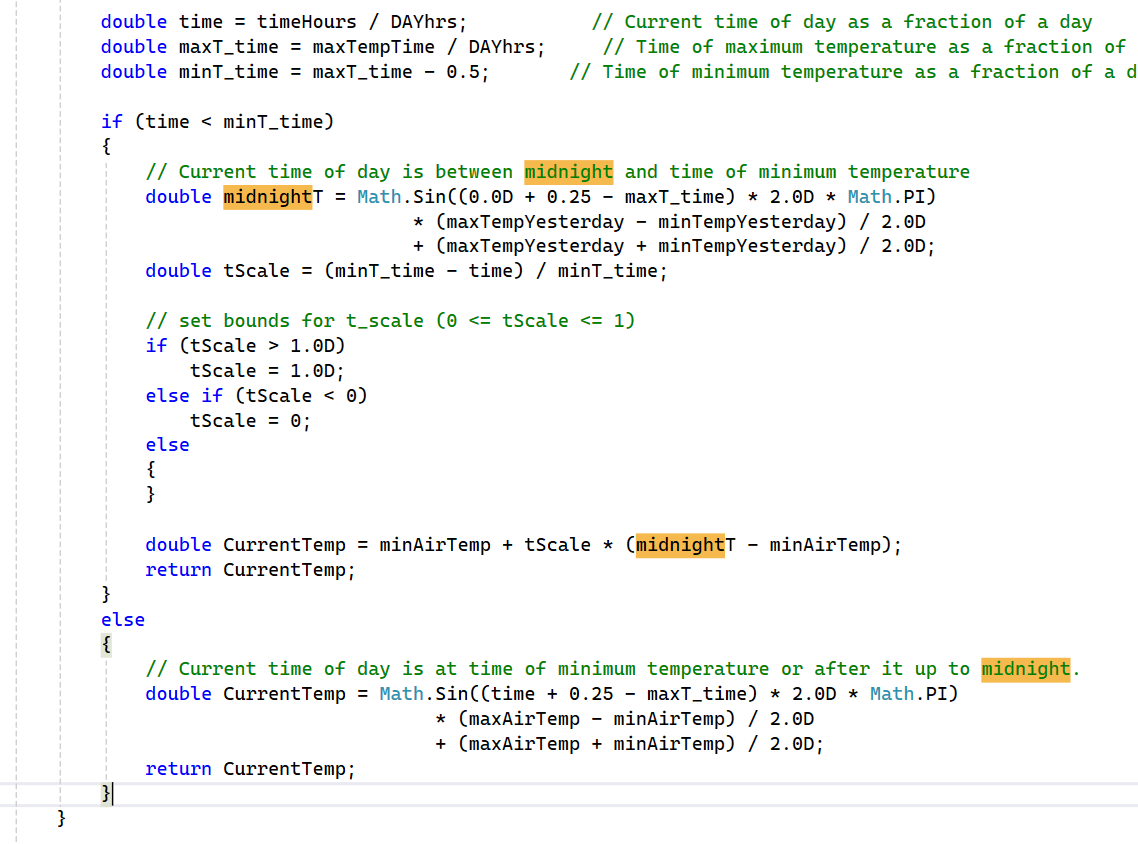 double time = timeHours / DAYhrs;            // Current time of day as a fraction of a day
double maxT_time = maxTempTime / DAYhrs;     // Time of maximum temperature as a fraction of
double minT_time = maxT_time - 0.5;       // Time of minimum temperature as a fraction of a d
if (time < minT_time)
{
// Current time of day is between midnight and time of minimum temperature
double midnightT = Math.Sin((0.0D + 0.25 - maxT_time) * 2.0D * Math.PI)
* (maxTempYesterday - minTempYesterday) / 2.0D
+ (maxTempYesterday + minTempYesterday) / 2.0D;
double tScale = (minT_time - time) / minT_time;
// set bounds for t_scale (0 <= tScale <= 1)
if (tScale > 1.0D)
tScale = 1.0D;
else if (tScale < 0)
tScale = 0;
else
{
}
double CurrentTemp = minAirTemp + tScale * (midnightT - minAirTemp);
return CurrentTemp;
}
else
{
// Current time of day is at time of minimum temperature or after it up to midnight.
double CurrentTemp = Math.Sin((time + 0.25 - maxT_time) * 2.0D * Math.PI)
* (maxAirTemp - minAirTemp) / 2.0D
+ (maxAirTemp + minAirTemp) / 2.0D;
return CurrentTemp;
}
}